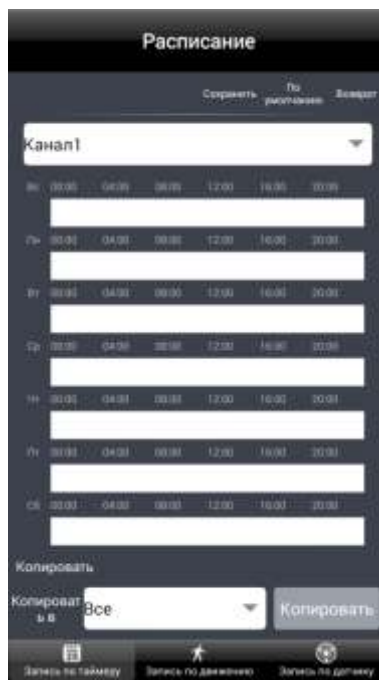 Расписание
Сохранить По умолчанию Возврат
Канал1
Вс 00:00 04:00 08:00 12:00 16:00 20:00
Пн 00:00 04:00 08:00 12:00 16:00 20:00
Вт 00:00 04:00 08:00 12:00 16:00 20:00
Ср 00:00 04:00 08:00 12:00 16:00 20:00
Чт 00:00 04:00 08:00 12:00 16:00 20:00
Пт 00:00 04:00 08:00 12:00 16:00 20:00
Сб 00:00 04:00 08:00 12:00 16:00 20:00
Копировать
Копироват
ь в
Все
Копировать
Запись по таймеру Запись по движению Запись по датчику